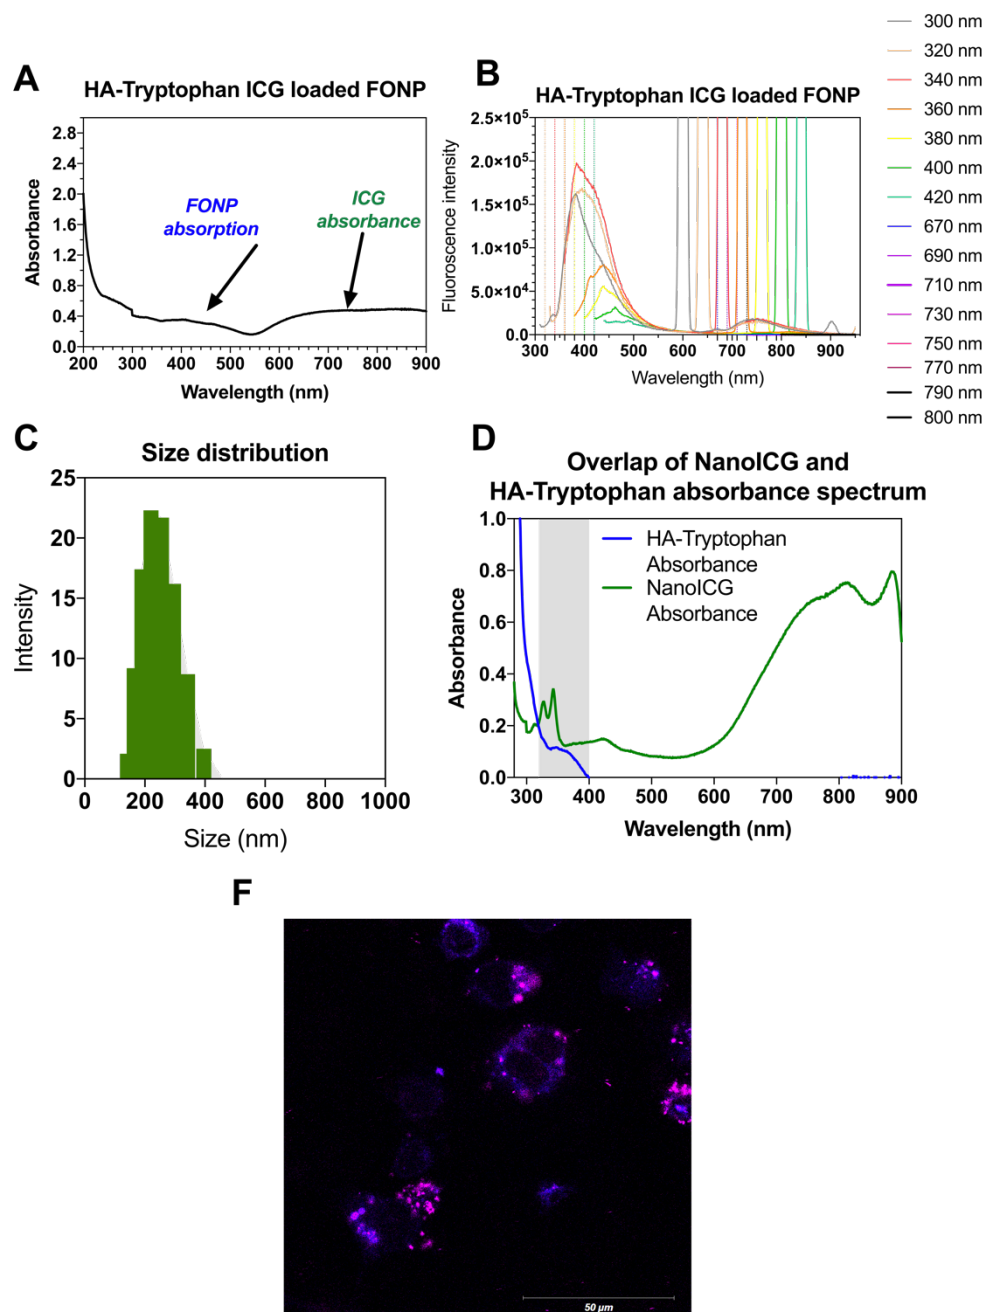 A
HA-Tryptophan ICG loaded FONP
2.8
2.4
2.0
1.6
1.2
0.8
0.4
0.0
Absorbance
FONP
absorption
ICG
absorbance
200 300 400 500 600 700 800 900
Wavelength (nm)
B
HA-Tryptophan ICG loaded FONP
2.5×10⁵
2.0×10⁵
1.5×10⁵
1.0×10⁵
5.0×10⁴
0.0
Fluoroscence intensity
300 400 500 600 700 800 900
Wavelength (nm)
300 nm
320 nm
340 nm
360 nm
380 nm
400 nm
420 nm
670 nm
690 nm
710 nm
730 nm
750 nm
770 nm
790 nm
800 nm
C
Size distribution
25
20
15
10
5
0
Intensity
0 200 400 600 800 1000
Size (nm)
D
Overlap of NanoICG and
HA-Tryptophan absorbance spectrum
1.0
0.8
0.6
0.4
0.2
0.0
Absorbance
HA-Tryptophan
Absorbance
NanoICG
Absorbance
300 400 500 600 700 800 900
Wavelength (nm)
F
50 µm